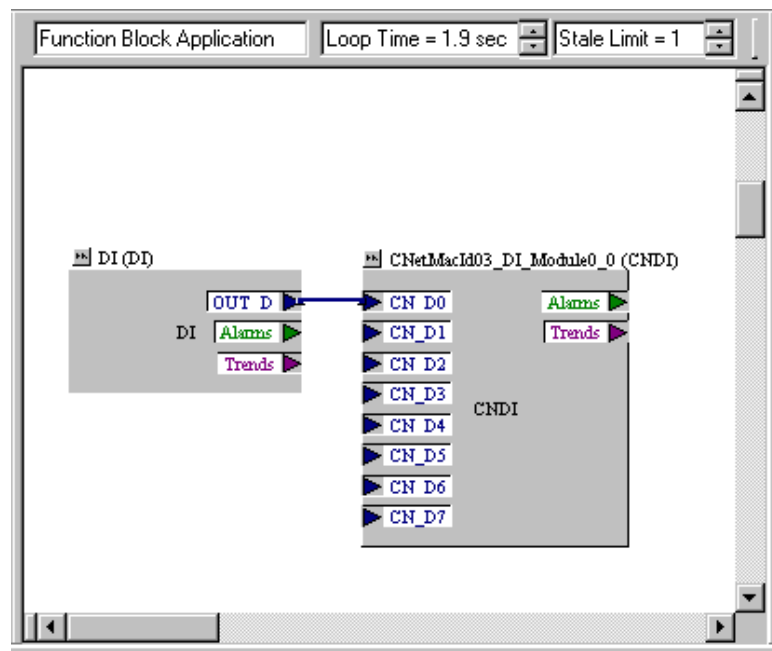 Function Block Application Loop Time = 1.9 sec Stale Limit = 1
DI (DI)
OUT_D
DI Alarms
Trends
CNetMacId03_DI_Module0_0 (CNDI)
CN_D0 Alarms
CN_D1 Trends
CN_D2
CN_D3
CNDI
CN_D4
CN_D5
CN_D6
CN_D7